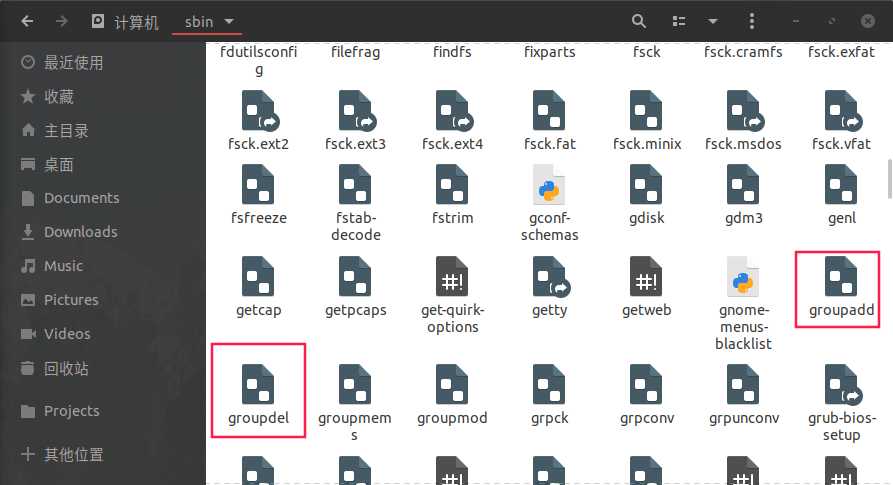 计算机 sbin
最近使用
收藏
主目录
桌面
Documents
Downloads
Music
Pictures
Videos
回收站
Projects
其他位置
fdutilsconfi
g
filefrag
findfs
fixparts
fsck
fsck.cramfs
fsck.exfat
fsck.ext2
fsck.ext3
fsck.ext4
fsck.fat
fsck.minix
fsck.msdos
fsck.vfat
fsfreeze
fstab-
decode
fstrim
gconf-
schemas
gdisk
gdm3
genl
getcap
getpcaps
#!
get-quirk-
options
getty
#!
getweb
gnome-
menus-
blacklist
groupadd
groupdel
groupmem
s
groupmod
grpck
grpconv
grpunconv
grub-bios-
setup
#!
#!
#!